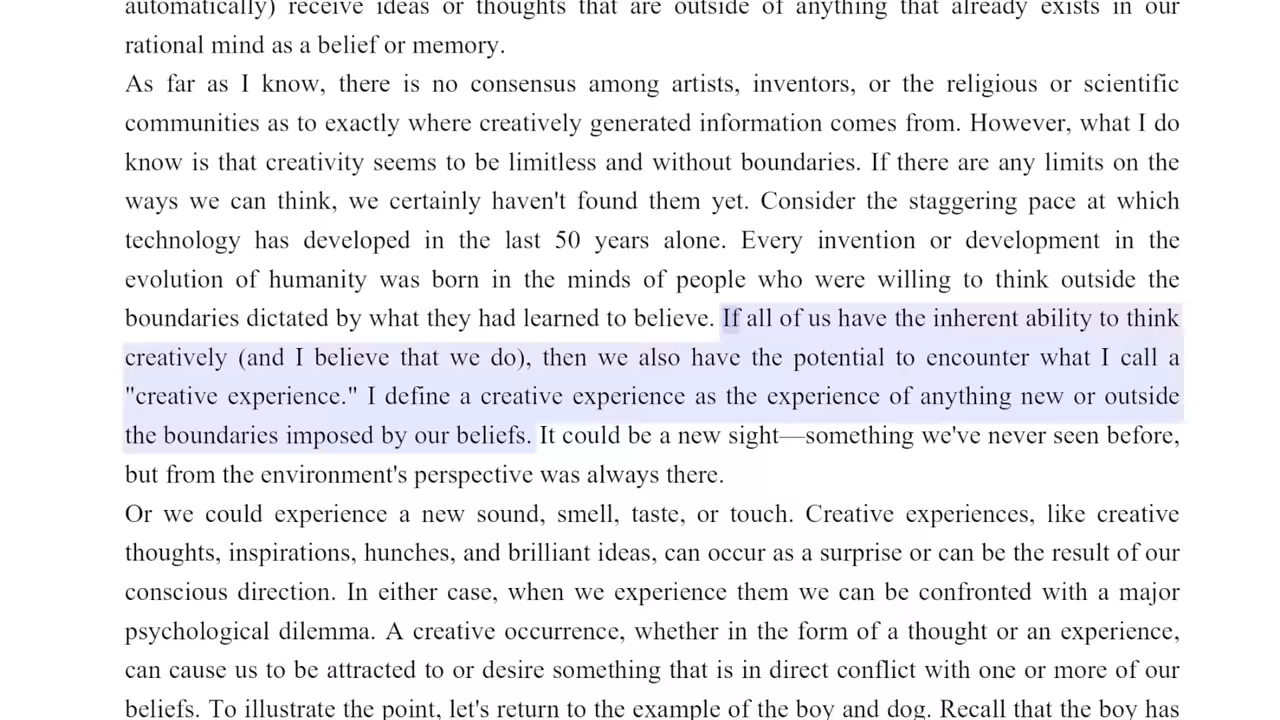 automatically) receive ideas or thoughts that are outside of anything that already exists in our
rational mind as a belief or memory.
As far as I know, there is no consensus among artists, inventors, or the religious or scientific
communities as to exactly where creatively generated information comes from. However, what I do
know is that creativity seems to be limitless and without boundaries. If there are any limits on the
ways we can think, we certainly haven't found them yet. Consider the staggering pace at which
technology has developed in the last 50 years alone. Every invention or development in the
evolution of humanity was born in the minds of people who were willing to think outside the
boundaries dictated by what they had learned to believe. If all of us have the inherent ability to think
creatively (and I believe that we do), then we also have the potential to encounter what I call a
"creative experience." I define a creative experience as the experience of anything new or outside
the boundaries imposed by our beliefs. It could be a new sight—something we've never seen before,
but from the environment's perspective was always there.
Or we could experience a new sound, smell, taste, or touch. Creative experiences, like creative
thoughts, inspirations, hunches, and brilliant ideas, can occur as a surprise or can be the result of our
conscious direction. In either case, when we experience them we can be confronted with a major
psychological dilemma. A creative occurrence, whether in the form of a thought or an experience,
can cause us to be attracted to or desire something that is in direct conflict with one or more of our
beliefs. To illustrate the point, let's return to the example of the boy and dog. Recall that the boy has